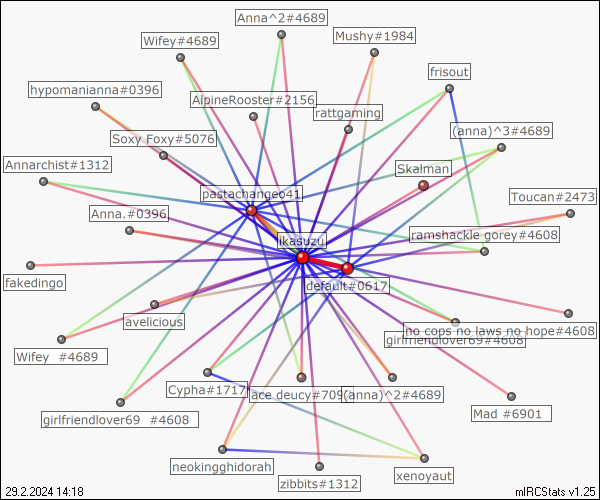 Anna^2#4689
Mushy#1984
Wifey#4689
frisout
hypomanianna#0396
AlpineRooster#2156
rattgaming
(anna)^3#4689
Soxy Foxy#5076
Annarchist#1312
Skalman
pastachange041
Toucan#2473
Anna.#0396
ikasuzu
ramshackle gorey#4608
fakedingo
default#0617
avelicious
no cops no laws no hope#4608
girlfriendlover69#4608
Wifey #4689
Cypha#1717
ace deucy#709
(anna)^2#4689
girlfriendlover69 #4608
Mad #6901
neokingghidorah
xenoyaut
zibbits#1312
29.2.2024 14:18
mIRCStats v1.25